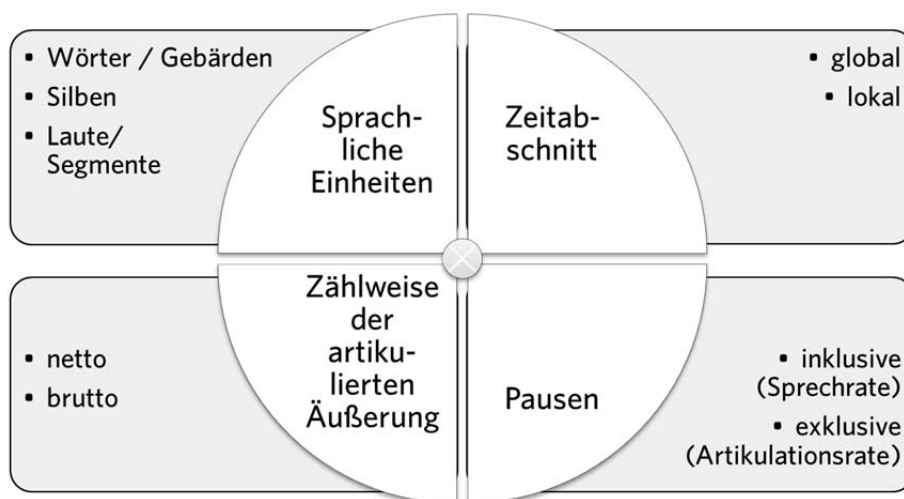 ▪ Wörter / Gebärden
▪ Silben
▪ Laute/
Segmente
Sprach-
liche
Einheiten
Zeitab-
schnitt
▪ global
▪ lokal
▪ netto
▪ brutto
Zählweise
der
artiku-
lierten
Äußerung
Pausen
▪ inklusive
(Sprechrate)
▪ exklusive
(Artikulationsrate)